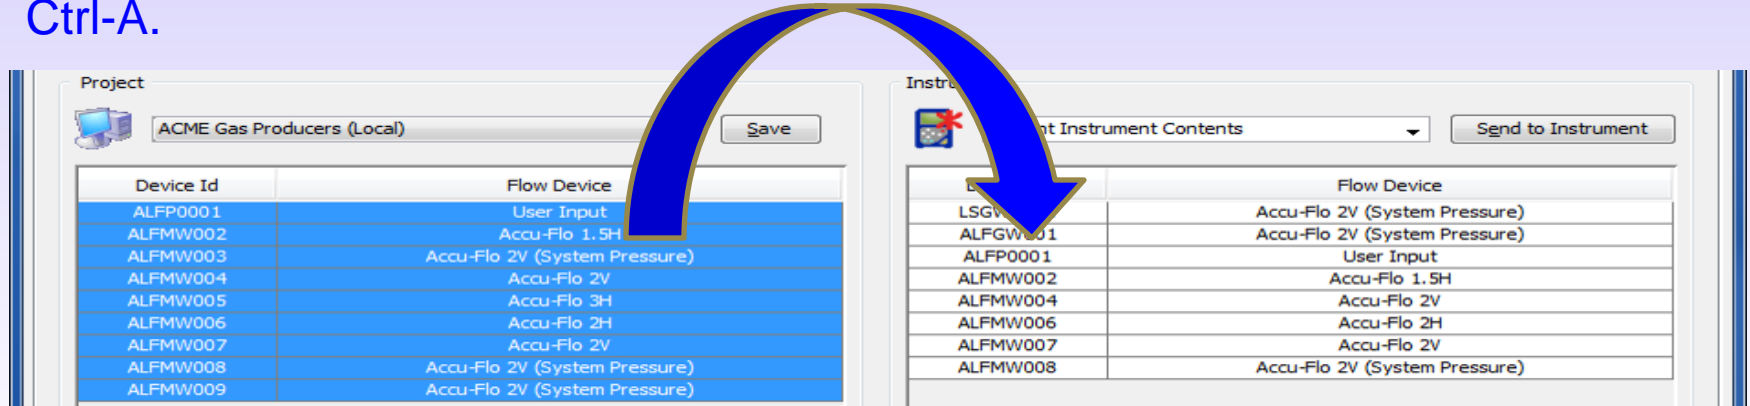 Ctrl-A.
Project
ACME Gas Producers (Local)
Save
Device Id Flow Device
ALFP0001 User Input
ALFMW002 Accu-Flo 1.5H
ALFMW003 Accu-Flo 2V (System Pressure)
ALFMW004 Accu-Flo 2V
ALFMW005 Accu-Flo 3H
ALFMW006 Accu-Flo 2H
ALFMW007 Accu-Flo 2V
ALFMW008 Accu-Flo 2V (System Pressure)
ALFMW009 Accu-Flo 2V (System Pressure)
Instrument Contents
Send to Instrument
Flow Device
Accu-Flo 2V (System Pressure)
ALFGW001 Accu-Flo 2V (System Pressure)
ALFP0001 User Input
ALFMW002 Accu-Flo 1.5H
ALFMW004 Accu-Flo 2V
ALFMW006 Accu-Flo 2H
ALFMW007 Accu-Flo 2V
ALFMW008 Accu-Flo 2V (System Pressure)